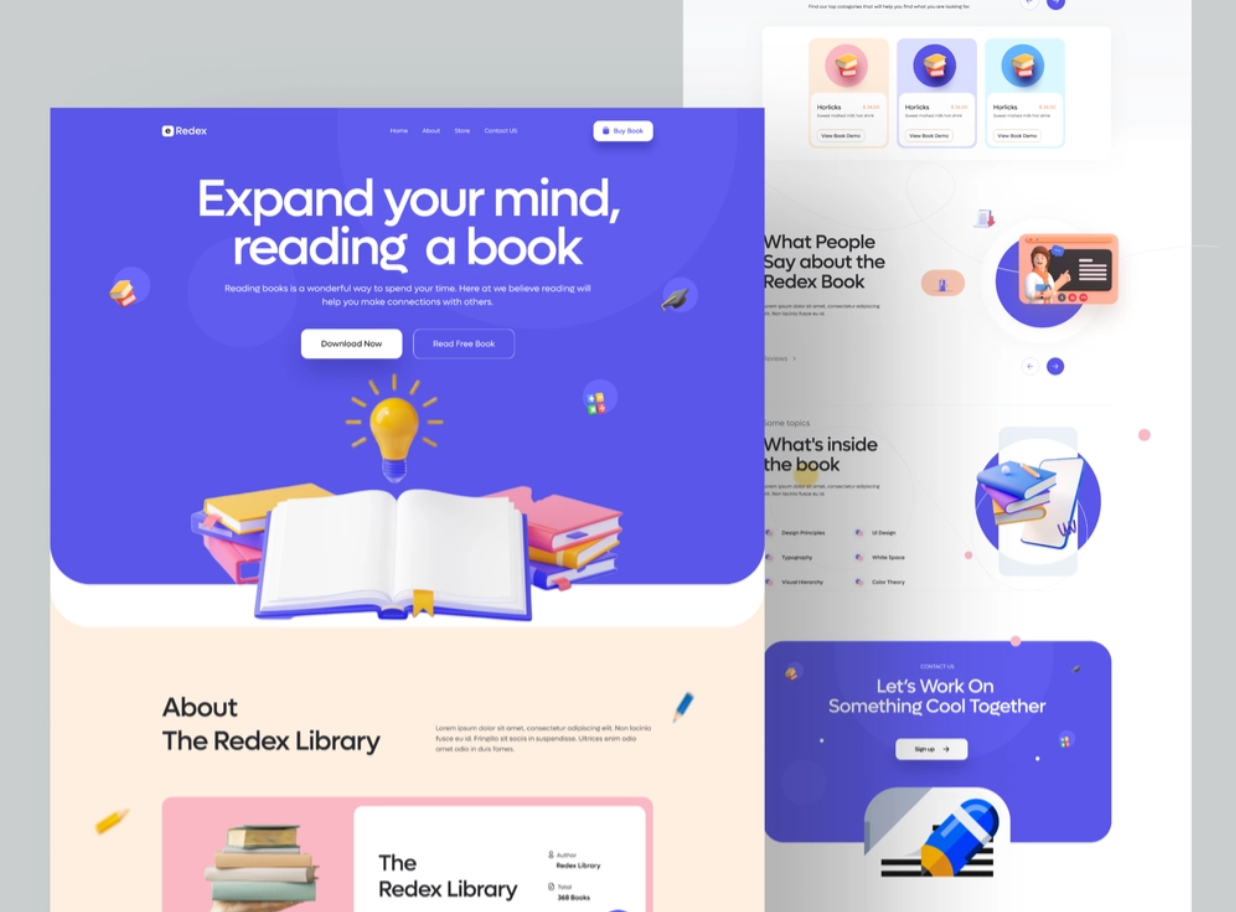 Find our top categories that will help you find what you are looking for.
Horlicks
$ 36.00
Sweet malted milk hot drink
View Book Demo
Horlicks
$ 36.00
Sweet malted milk hot drink
View Book Demo
Horlicks
$ 36.00
Sweet malted milk hot drink
View Book Demo
e Redex
Home
About
Store
Contact US
Buy Book
Expand your mind,
reading a book
Reading books is a wonderful way to spend your time. Here at we believe reading will
help you make connections with others.
Download Now
Read Free Book
About
The Redex Library
Lorem ipsum dolor sit amet, consectetur adipiscing elit. Non lacinia
fusce eu id. Fringilla sit sociis in suspendisse. Ultrices enim odio
amet odio in duis fames.
The
Redex Library
Author
Redex Library
Total
368 Books
What People
Say about the
Redex Book
Lorem ipsum dolor sit amet, consectetur adipiscing
elit. Non lacinia fusce eu id.
Reviews
Some topics
What's inside
the book
Lorem ipsum dolor sit amet, consectetur adipiscing
elit. Non lacinia fusce eu id.
Design Principles
UI Design
Typography
White Space
Visual Hierarchy
Color Theory
CONTACT US
Let's Work On
Something Cool Together
Sign up